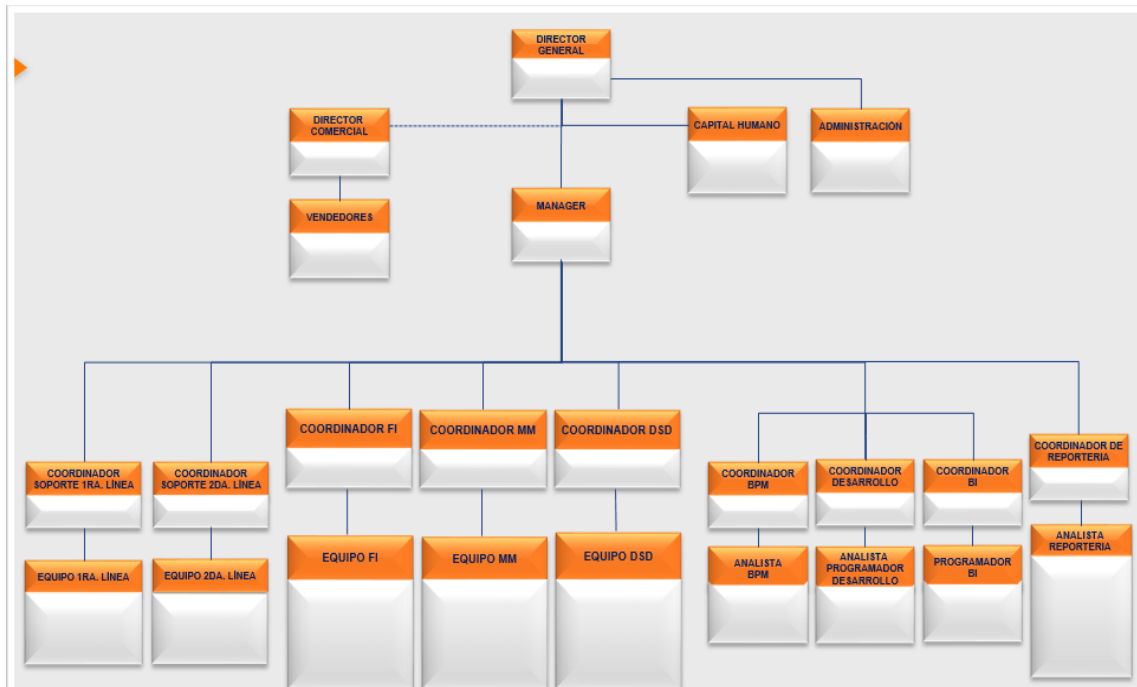 DIRECTOR
GENERAL
DIRECTOR
COMERCIAL
CAPITAL HUMANO
ADMINISTRACIÓN
VENDEDORES
MANAGER
COORDINADOR
SOPORTE 1RA. LÍNEA
COORDINADOR
SOPORTE 2DA. LÍNEA
COORDINADOR FI
COORDINADOR MM
COORDINADOR DSD
COORDINADOR
BPM
COORDINADOR
DESARROLLO
COORDINADOR
BI
COORDINADOR DE
REPORTERIA
EQUIPO 1RA. LÍNEA
EQUIPO 2DA. LÍNEA
EQUIPO FI
EQUIPO MM
EQUIPO DSD
ANALISTA
BPM
ANALISTA
PROGRAMADOR
DESARROLLO
PROGRAMADOR
BI
ANALISTA
REPORTERIA